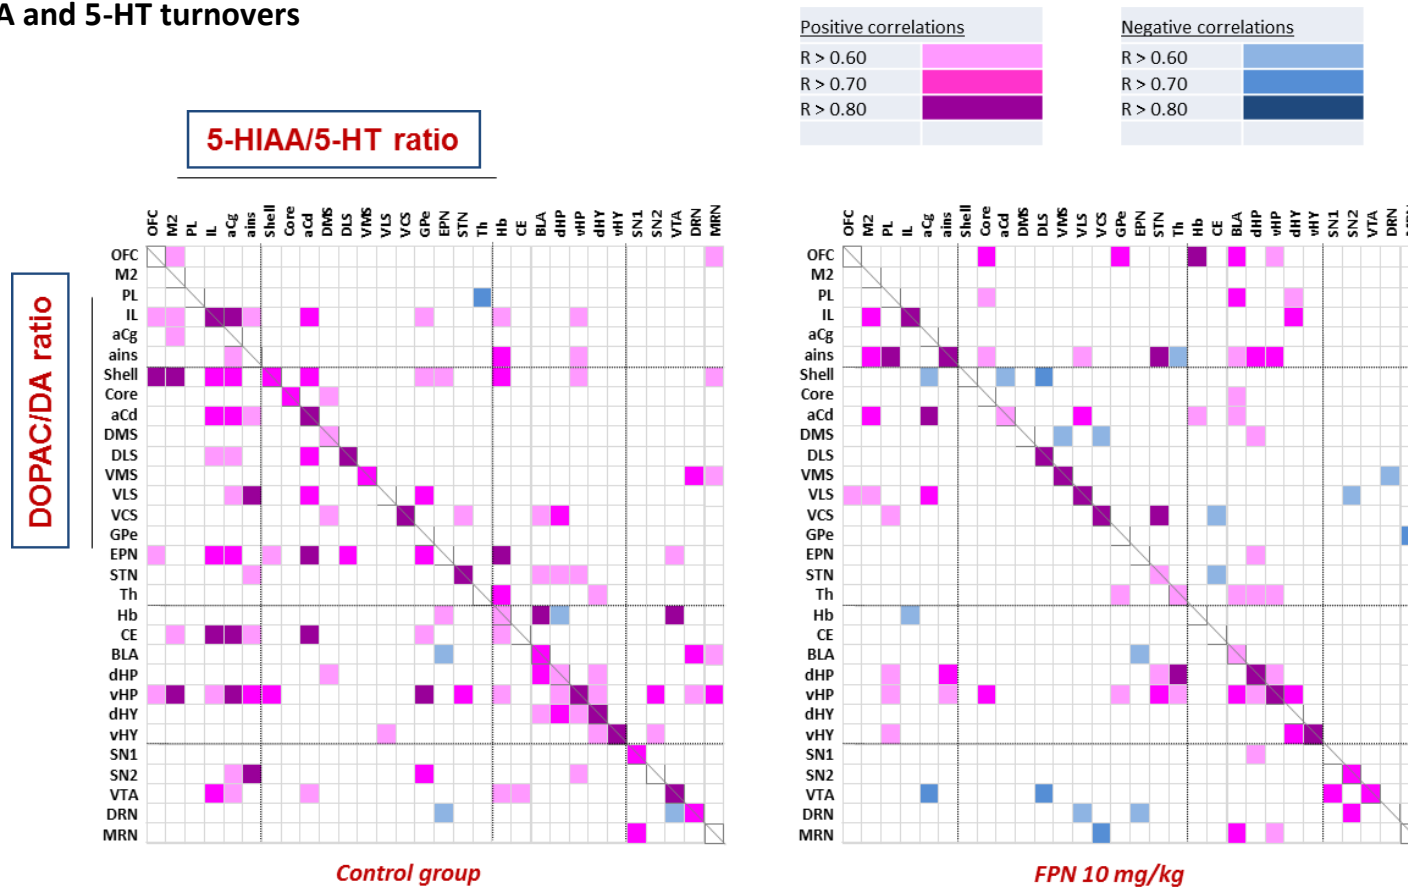 A and 5-HT turnovers
Positive correlations
R > 0.60
R > 0.70
R > 0.80
Negative correlations
R > 0.60
R > 0.70
R > 0.80
5-HIAA/5-HT ratio
DOPAC/DA ratio
OFC M2 PL IL aCg ains Shell Core aCd DMS DLS VMS VLS VCS GPe EPN STN Th Hb CE BLA dHP vHP dHY vHY SN1 SN2 VTA DRN MRN
OFC
M2
PL
IL
aCg
ains
Shell
Core
aCd
DMS
DLS
VMS
VLS
VCS
GPe
EPN
STN
Th
Hb
CE
BLA
dHP
vHP
dHY
vHY
SN1
SN2
VTA
DRN
MRN
Control group
OFC M2 PL IL aCg ains Shell Core aCd DMS DLS VMS VLS VCS GPe EPN STN Th Hb CE BLA dHP vHP dHY vHY SN1 SN2 VTA DRN
OFC
M2
PL
IL
aCg
ains
Shell
Core
aCd
DMS
DLS
VMS
VLS
VCS
GPe
EPN
STN
Th
Hb
CE
BLA
dHP
vHP
dHY
vHY
SN1
SN2
VTA
DRN
MRN
FPN 10 mg/kg